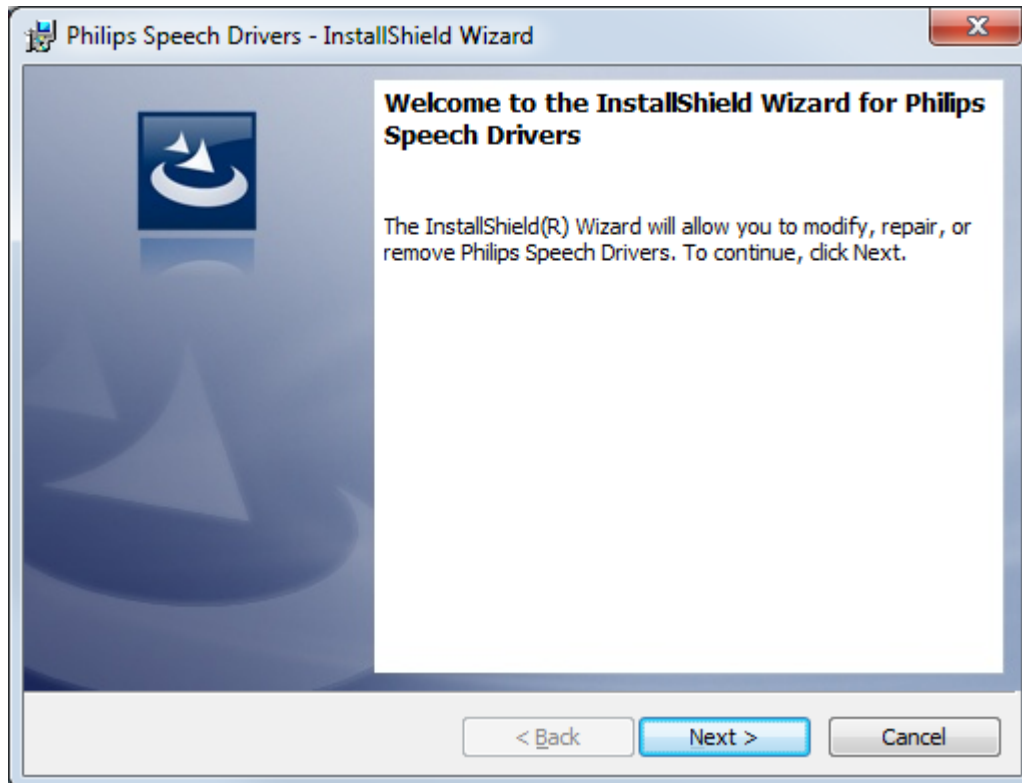 Philips Speech Drivers - InstallShield Wizard
Welcome to the InstallShield Wizard for Philips
Speech Drivers
The InstallShield(R) Wizard will allow you to modify, repair, or
remove Philips Speech Drivers. To continue, click Next.
< Back Next > Cancel